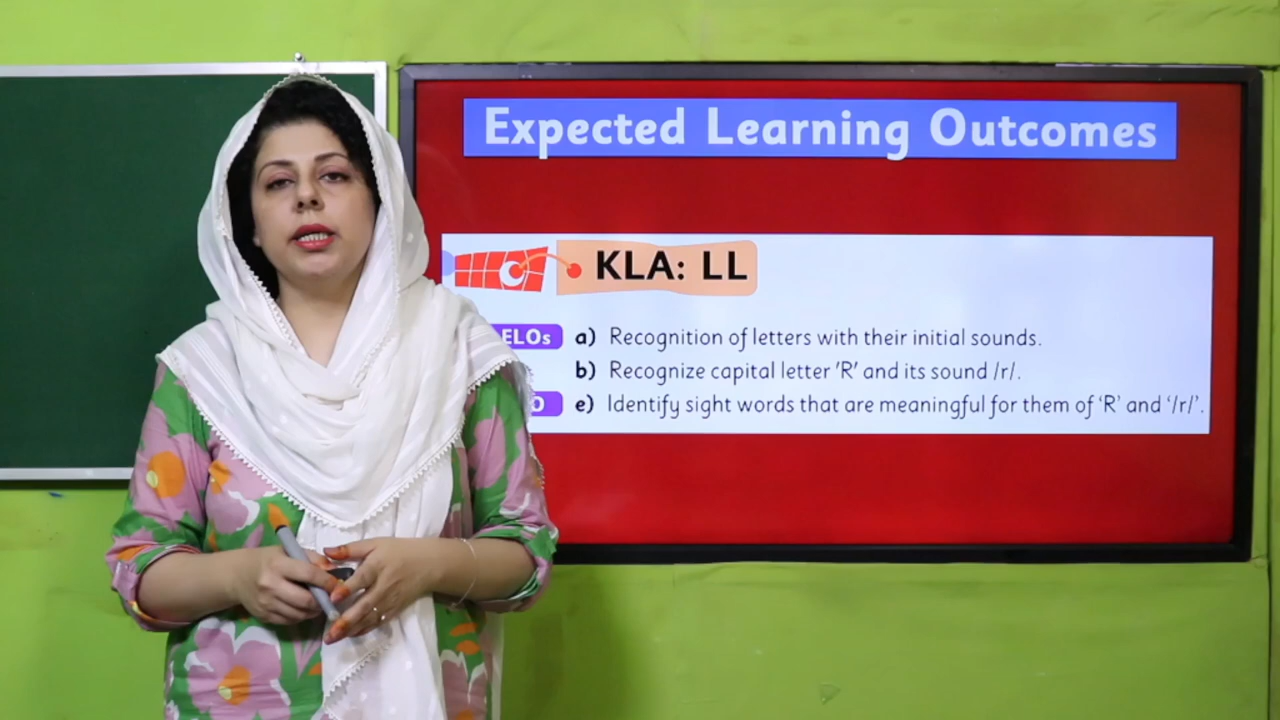 Expected Learning Outcomes
KLA: LL
ELOs a) Recognition of letters with their initial sounds.
b) Recognize capital letter 'R' and its sound /r/.
e) Identify sight words that are meaningful for them of ‘R’ and ‘/r/’.